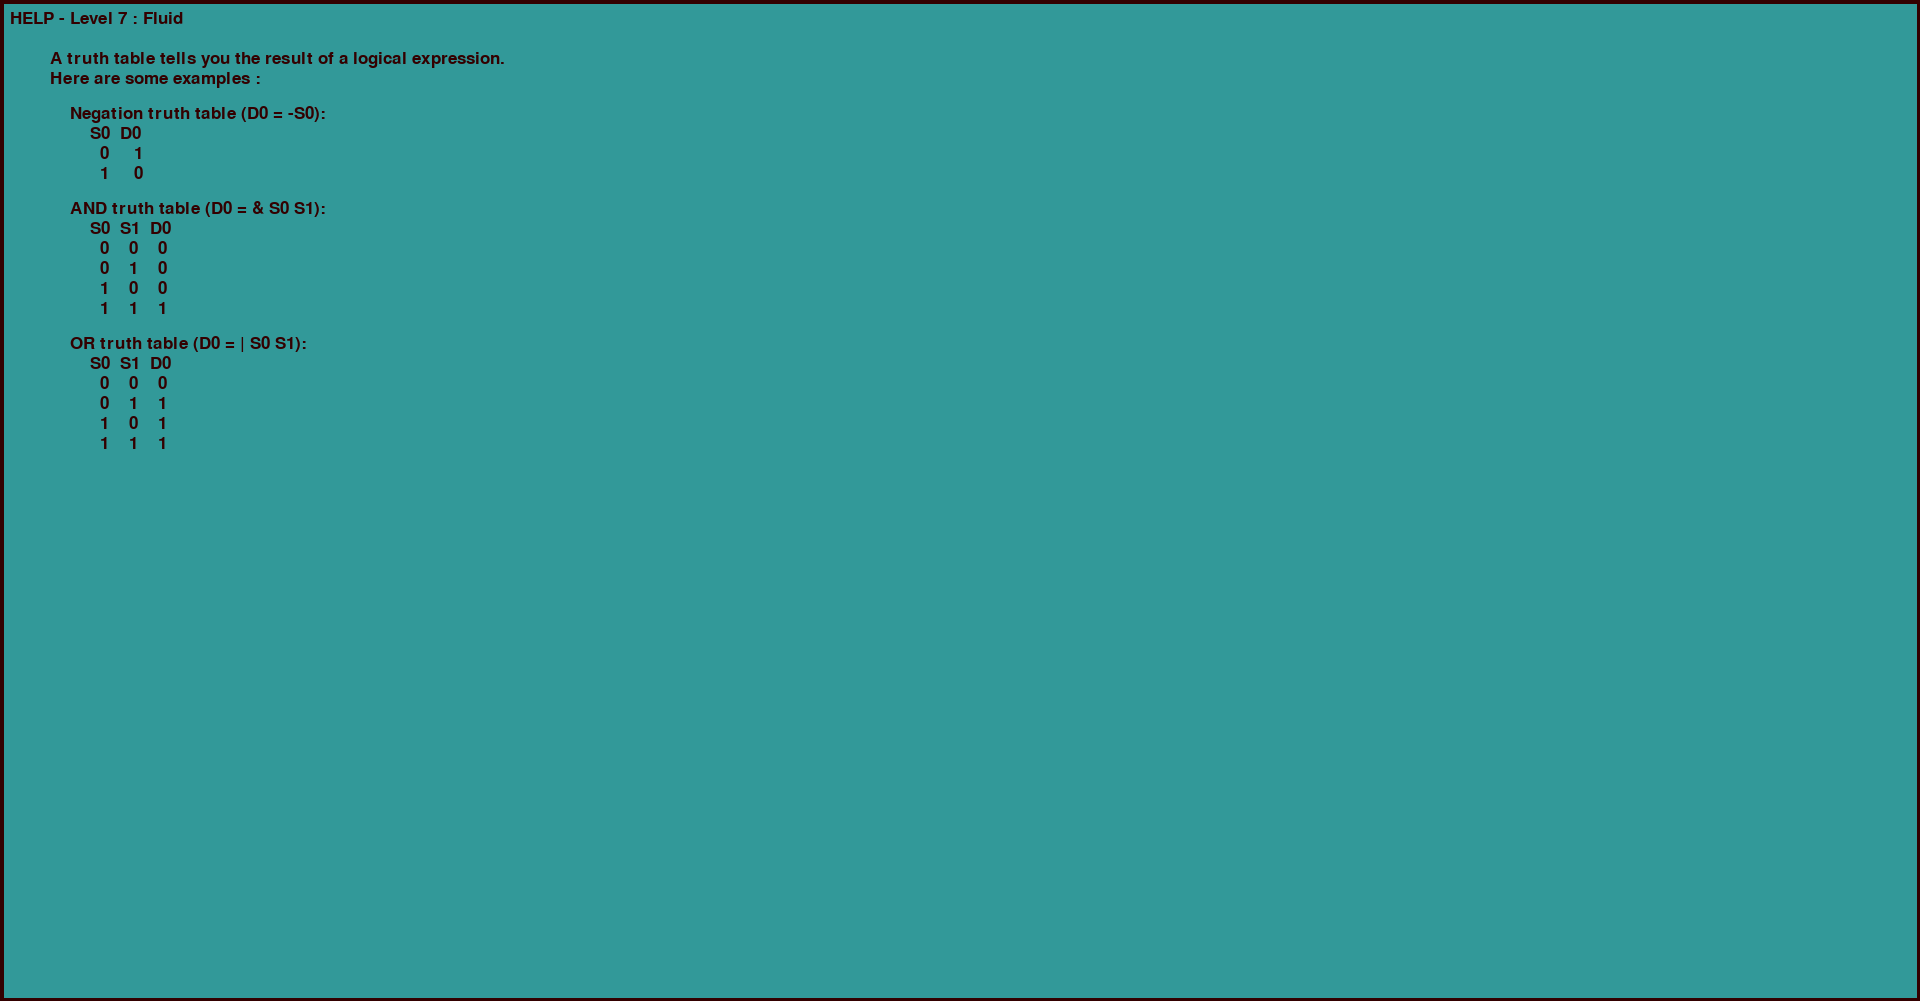 HELP - Level 7 : Fluid
A truth table tells you the result of a logical expression.
Here are some examples :
Negation truth table (D0 = -S0):
S0 D0
0 1
1 0
AND truth table (D0 = & S0 S1):
S0 S1 D0
0 0 0
0 1 0
1 0 0
1 1 1
OR truth table (D0 = | S0 S1):
S0 S1 D0
0 0 0
0 1 1
1 0 1
1 1 1